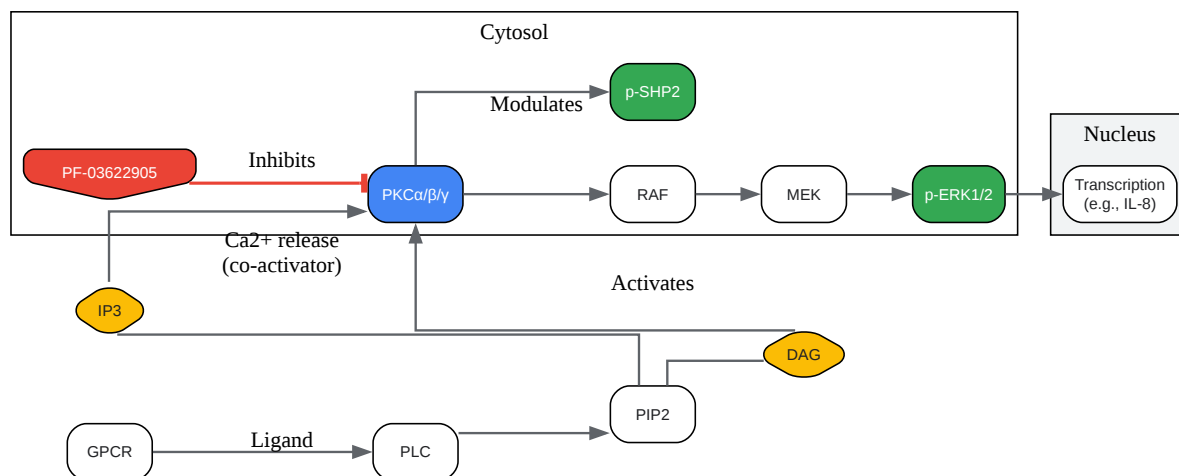 Cytosol
p-SHP2
Modulates
Nucleus
Inhibits
PF-03622905
PKCα/β/γ
RAF
MEK
p-ERK1/2
Transcription
(e.g., IL-8)
Ca2+ release
(co-activator)
Activates
IP3
DAG
PIP2
Ligand
GPCR
PLC